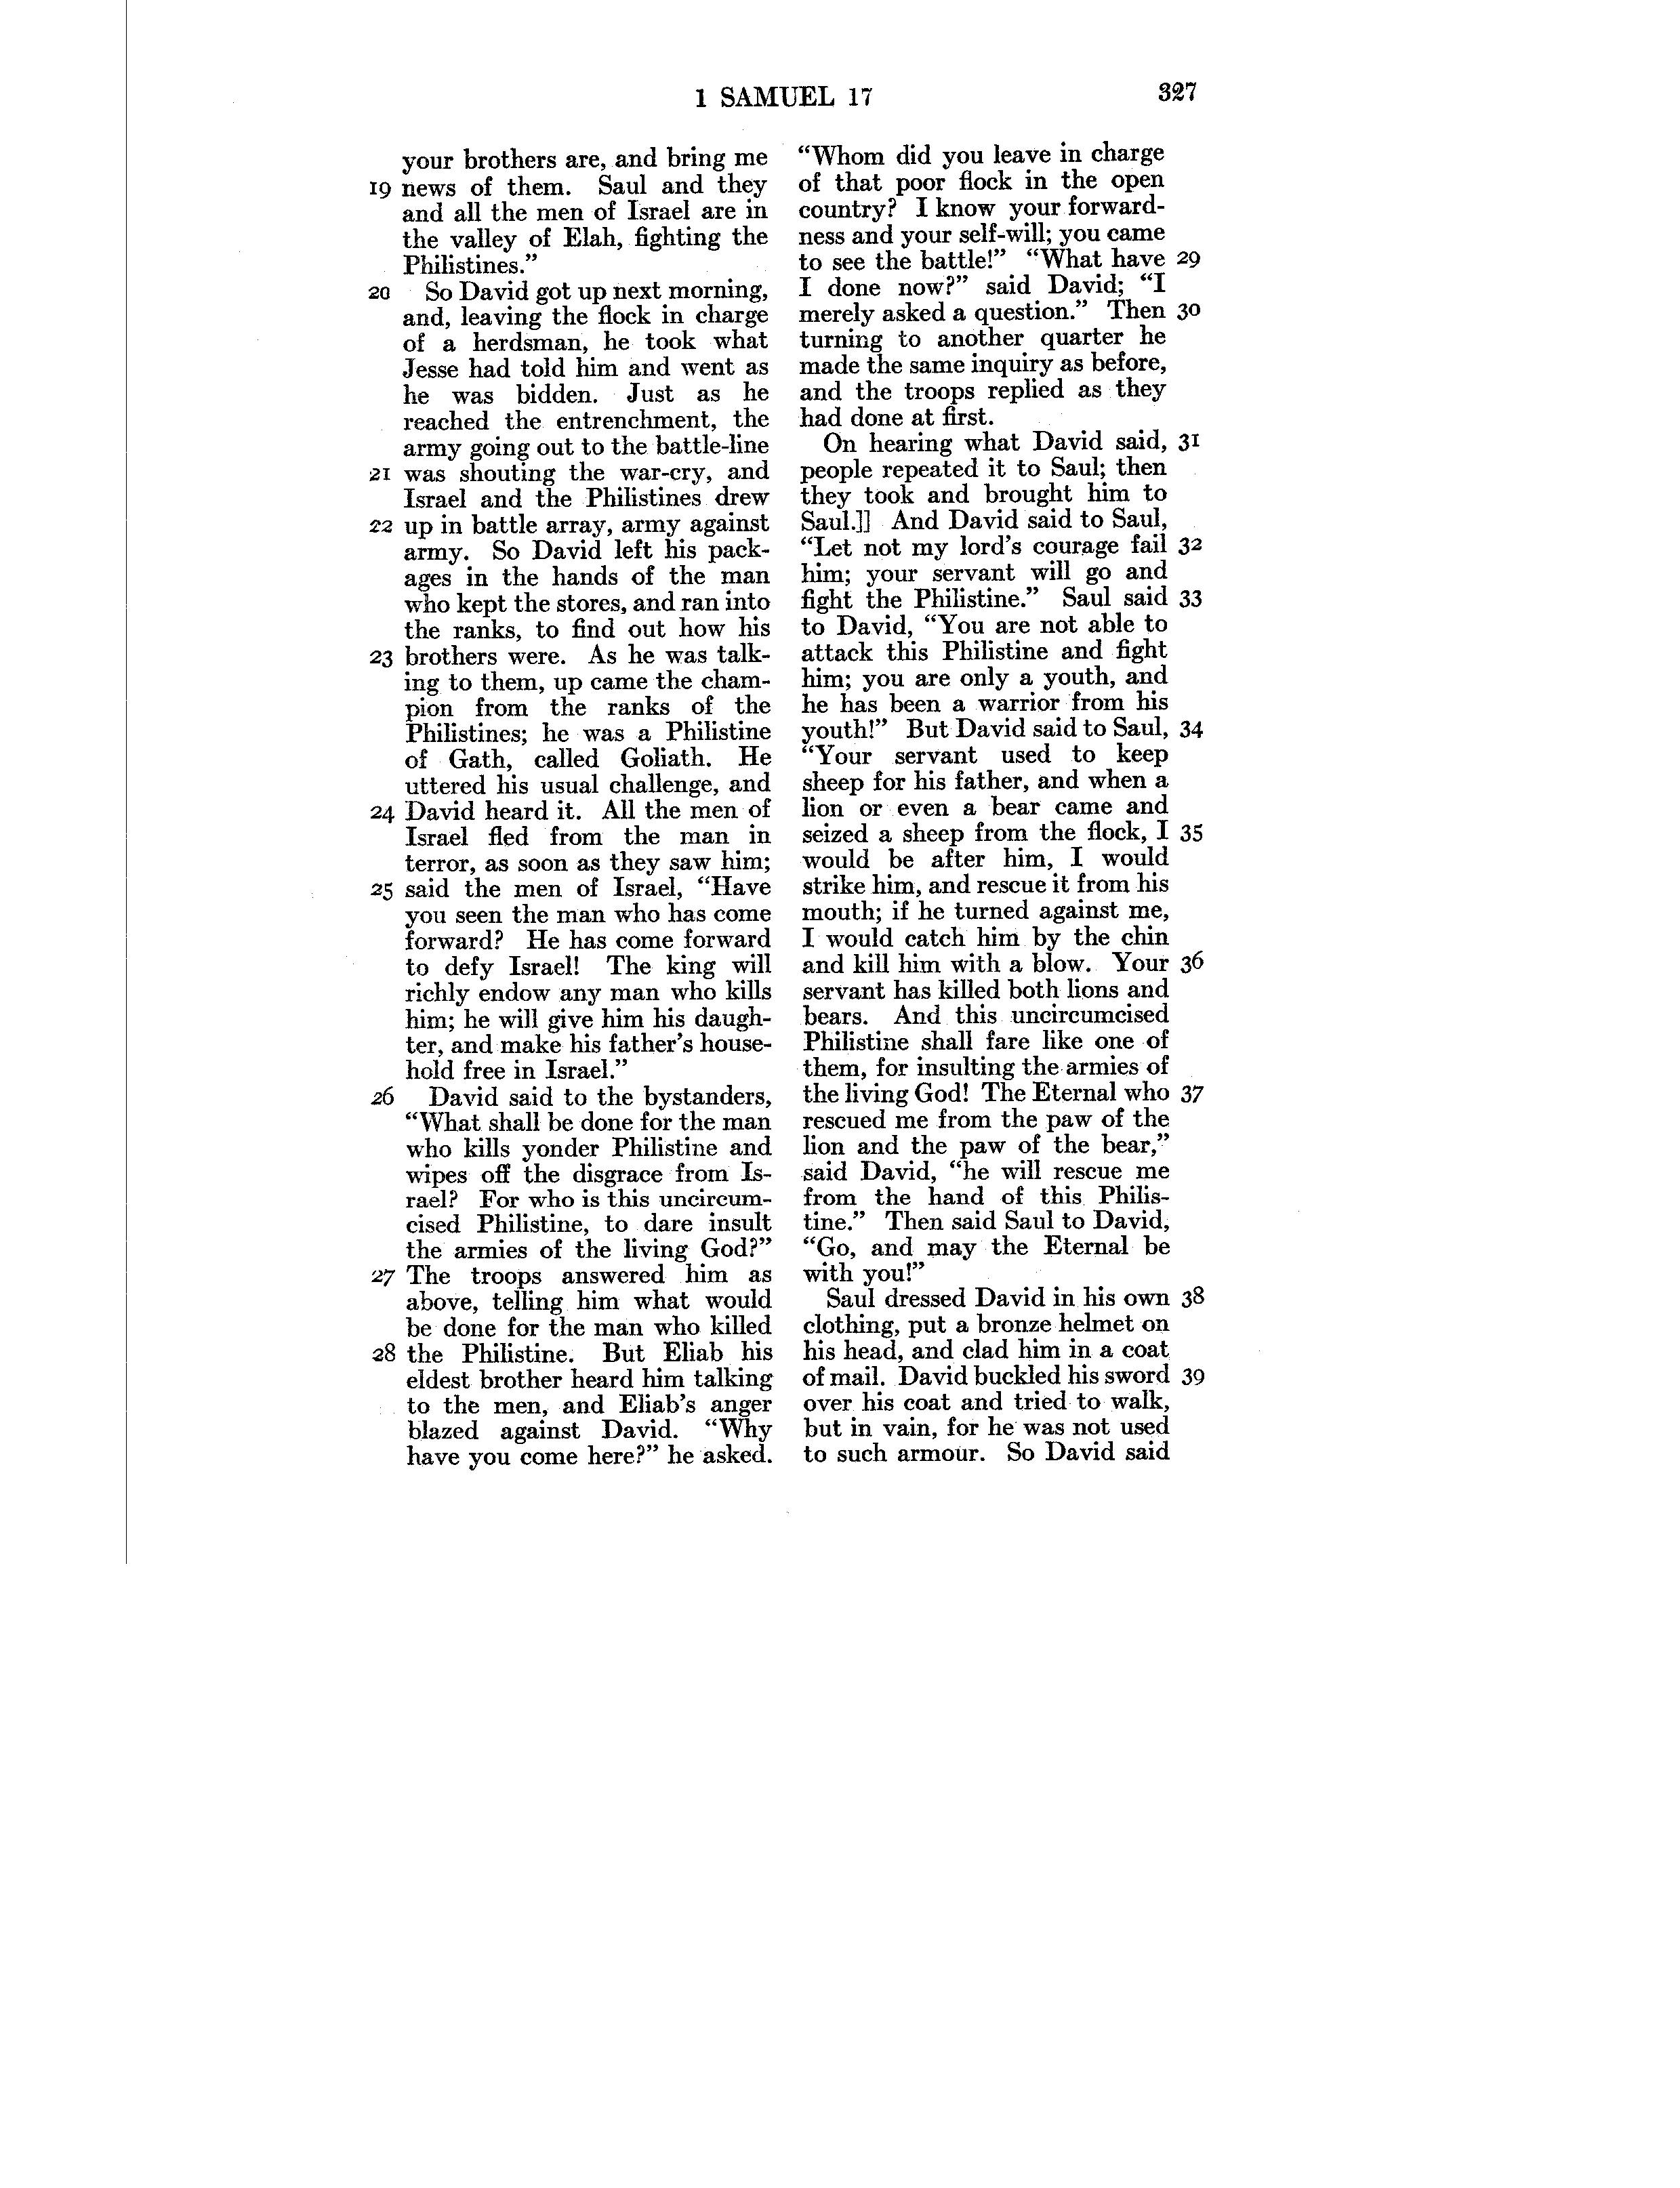 1 SAMUEL 17 327
your brothers are, and bring me
19 news of them. Saul and they
and all the men of Israel are in
the valley of Elah, fighting the
Philistines.”
20 So David got up next morning,
and, leaving the flock in charge
of a herdsman, he took what
Jesse had told him and went as
he was bidden. Just as he
reached the entrenchment, the
army going out to the battle-line
21 was shouting the war-cry, and
Israel and the Philistines drew
22 up in battle array, army against
army. So David left his pack-
ages in the hands of the man
who kept the stores, and ran into
the ranks, to find out how his
23 brothers were. As he was talk-
ing to them, up came the cham-
pion from the ranks of the
Philistines; he was a Philistine
of Gath, called Goliath. He
uttered his usual challenge, and
24 David heard it. All the men of
Israel fled from the man in
terror, as soon as they saw him;
25 said the men of Israel, “Have
you seen the man who has come
forward? He has come forward
to defy Israel! The king will
richly endow any man who kills
him; he will give him his daugh-
ter, and make his father’s house-
hold free in Israel.”
26 David said to the bystanders,
“What shall be done for the man
who kills yonder Philistine and
wipes off the disgrace from Is-
rael? For who is this uncircum-
cised Philistine, to dare insult
the armies of the living God?”
27 The troops answered him as
above, telling him what would
be done for the man who killed
28 the Philistine. But Eliab his
eldest brother heard him talking
to the men, and Eliab’s anger
blazed against David. “Why
have you come here?” he asked.
“Whom did you leave in charge
of that poor flock in the open
country? I know your forward-
ness and your self-will; you came
to see the battle!” “What have 29
I done now?” said David; “I
merely asked a question.” Then 30
turning to another quarter he
made the same inquiry as before,
and the troops replied as they
had done at first.
On hearing what David said, 31
people repeated it to Saul; then
they took and brought him to
Saul.]] And David said to Saul,
“Let not my lord’s courage fail 32
him; your servant will go and
fight the Philistine.” Saul said 33
to David, “You are not able to
attack this Philistine and fight
him; you are only a youth, and
he has been a warrior from his
youth!” But David said to Saul, 34
“Your servant used to keep
sheep for his father, and when a
lion or even a bear came and
seized a sheep from the flock, I 35
would be after him, I would
strike him, and rescue it from his
mouth; if he turned against me,
I would catch him by the chin
and kill him with a blow. Your 36
servant has killed both lions and
bears. And this uncircumcised
Philistine shall fare like one of
them, for insulting the armies of
the living God! The Eternal who 37
rescued me from the paw of the
lion and the paw of the bear,”
said David, “he will rescue me
from the hand of this Philis-
tine.” Then said Saul to David,
“Go, and may the Eternal be
with you!”
Saul dressed David in his own 38
clothing, put a bronze helmet on
his head, and clad him in a coat
of mail. David buckled his sword 39
over his coat and tried to walk,
but in vain, for he was not used
to such armour. So David said